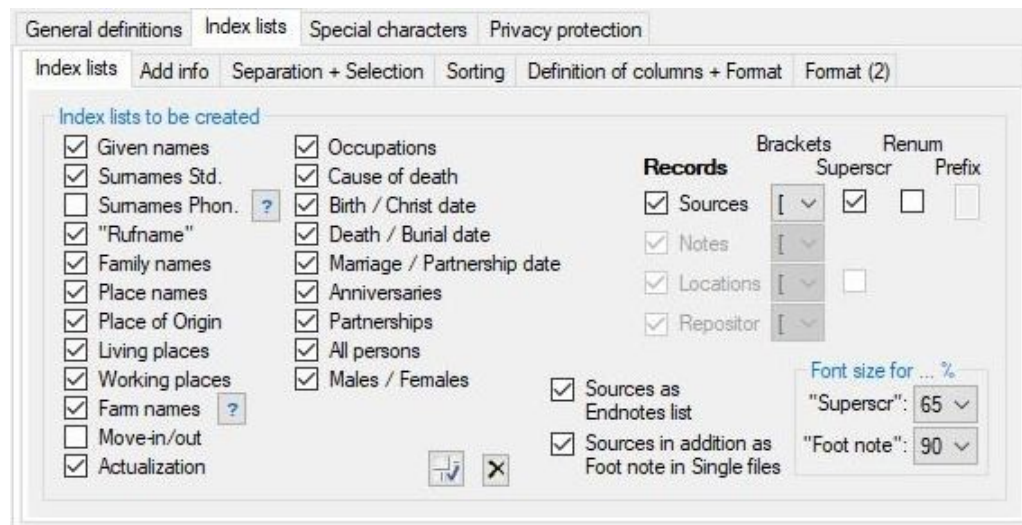 General definitions Index lists Special characters Privacy protection
Index lists Add info Separation + Selection Sorting Definition of columns + Format Format (2)
Index lists to be created
Given names
Surnames Std.
Surnames Phon. ?
"Rufname"
Family names
Place names
Place of Origin
Living places
Working places
Farm names ?
Move-in/out
Actualization
Occupations
Cause of death
Birth / Christ date
Death / Burial date
Marriage / Partnership date
Anniversaries
Partnerships
All persons
Males / Females
Brackets Renum
Records Superscr Prefix
Sources [
Notes [
Locations [
Repositor [
Sources as
Endnotes list
Sources in addition as
Foot note in Single files
Font size for ... %
"Superscr": 65
"Foot note": 90